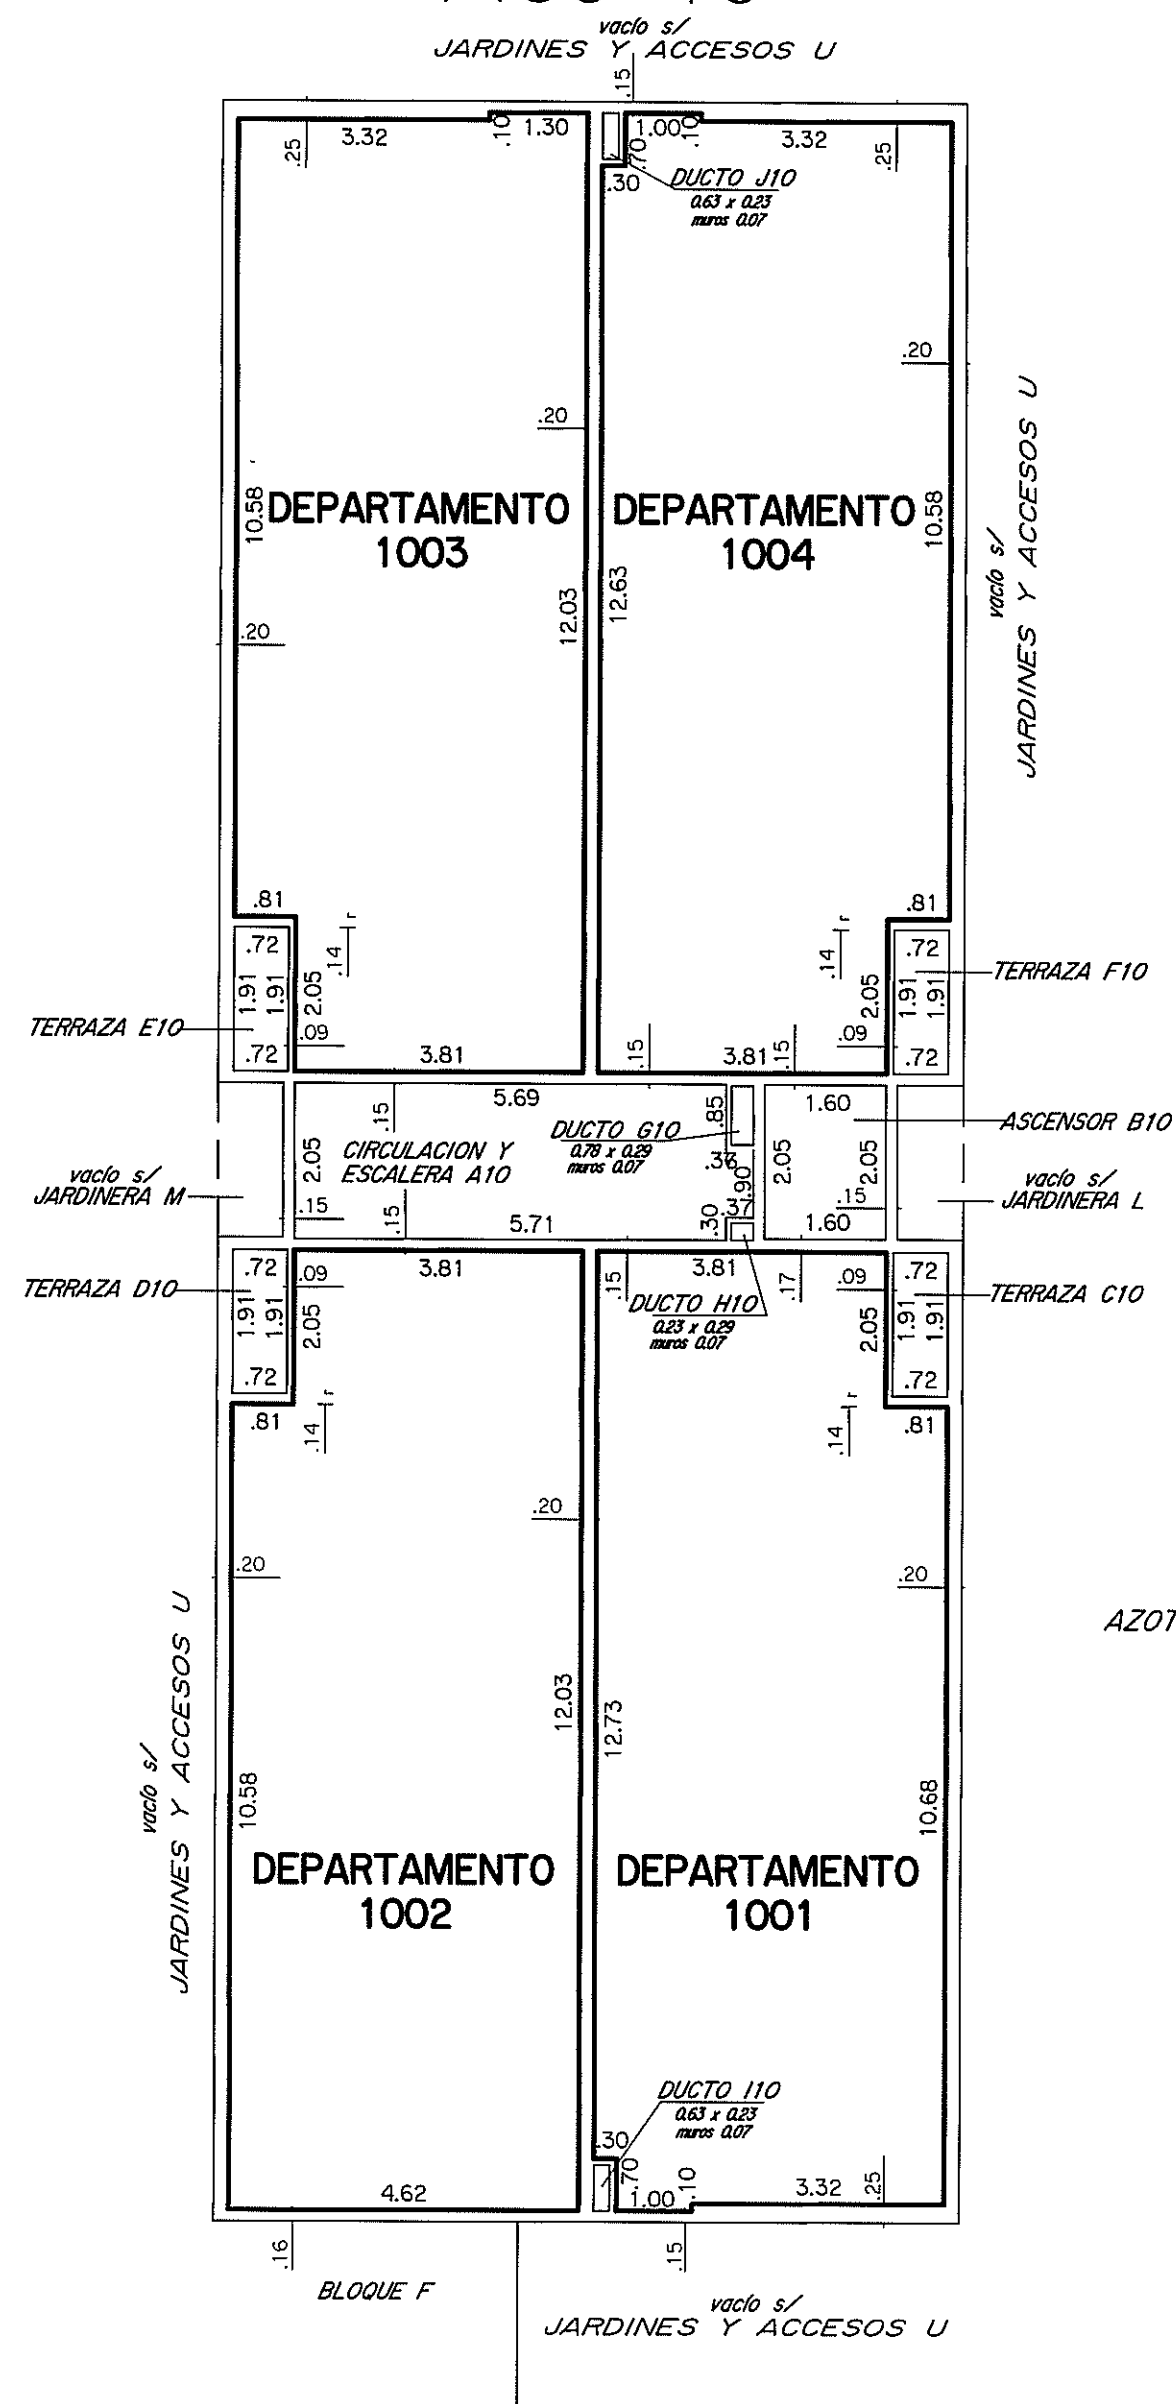 vacío s/
JARDINES Y ACCESOS U
.15
.25
3.32
.10
1.30
1.00
.10
3.32
.25
.70
.30
DUCTO J10
0.63 x 0.23
muros 0.07
.20
.20
10.58
DEPARTAMENTO
1003
DEPARTAMENTO
1004
10.58
vacío s/
JARDINES Y ACCESOS U
12.03
12.63
.20
.81
.81
.72
.14
r
.14
r
.72
1.91
1.91
2.05
2.05
1.91
1.91
TERRAZA F10
TERRAZA E10
.72
.09
3.81
.15
3.81
.15
.09
.72
5.69
.15
.85
1.60
ASCENSOR B10
DUCTO G10
0.78 x 0.29
muros 0.07
CIRCULACION Y
ESCALERA A10
2.05
2.05
2.05
vacío s/
JARDINERA M
vacío s/
JARDINERA L
.90
.15
.15
5.71
.30
.37
.15
1.60
.72
.09
3.81
.15
3.81
.17
.09
.72
TERRAZA D10
1.91
1.91
2.05
DUCTO H10
0.23 x 0.29
muros 0.07
2.05
1.91
1.91
TERRAZA C10
.72
.72
.81
.14
r
.14
r
.81
.20
.20
.20
AZOT
vacío s/
JARDINES Y ACCESOS U
12.03
12.73
10.58
10.68
DEPARTAMENTO
1002
DEPARTAMENTO
1001
DUCTO I10
0.63 x 0.23
muros 0.07
.30
.70
4.62
1.00
.10
3.32
.25
.16
.15
BLOQUE F
vacío s/
JARDINES Y ACCESOS U